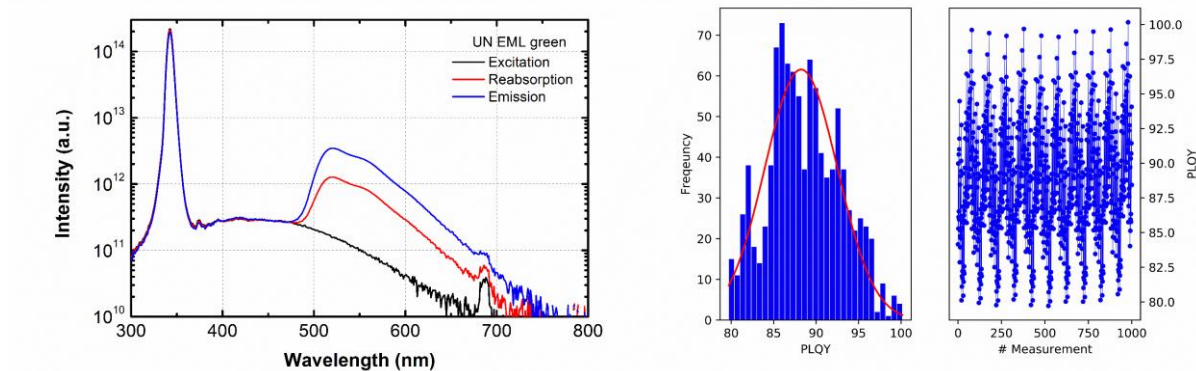 Intensity (a.u.)
10^14
10^13
10^12
10^11
10^10
UN EML green
Excitation
Reabsorption
Emission
300 400 500 600 700 800
Wavelength (nm)
Freqeuncy
70
60
50
40
30
20
10
0
80 85 90 95 100
PLQY
100.0
97.5
95.0
92.5
90.0
87.5
85.0
82.5
80.0
PLOY
0 250 500 750 1000
# Measurement